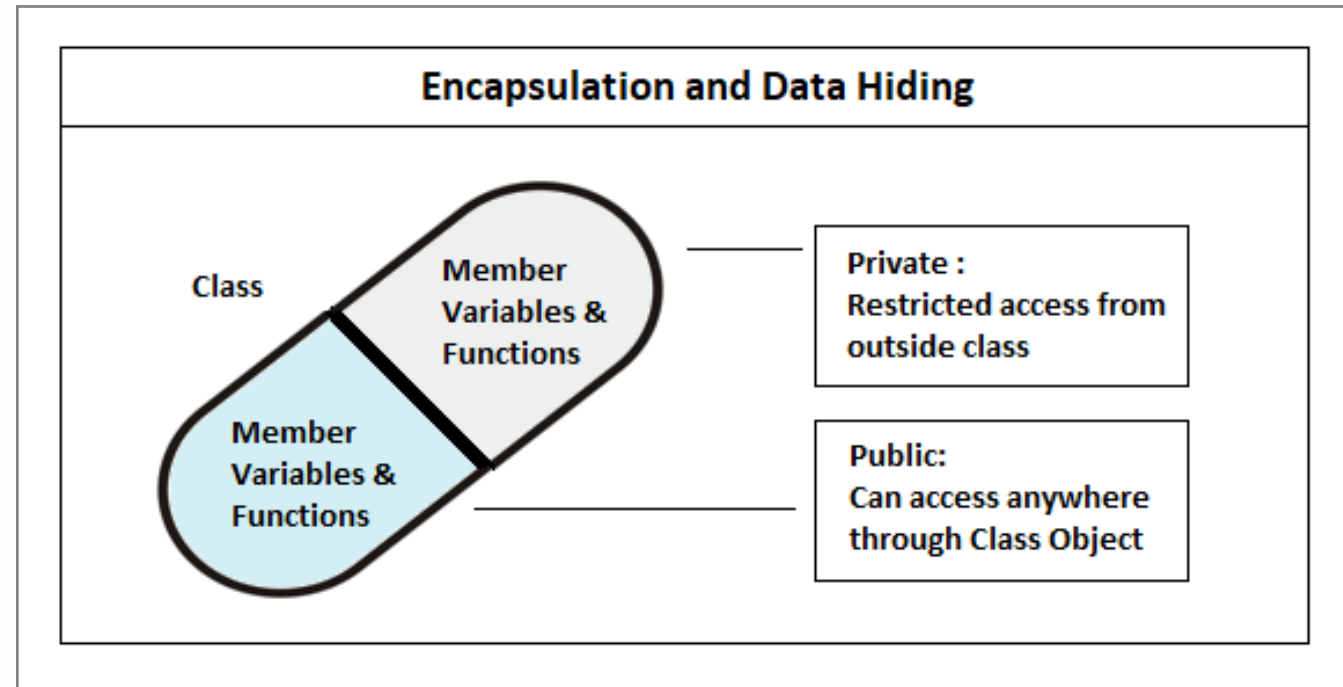 Encapsulation and Data Hiding
Class
Member
Variables &
Functions
Private :
Restricted access from
outside class
Member
Variables &
Functions
Public:
Can access anywhere
through Class Object